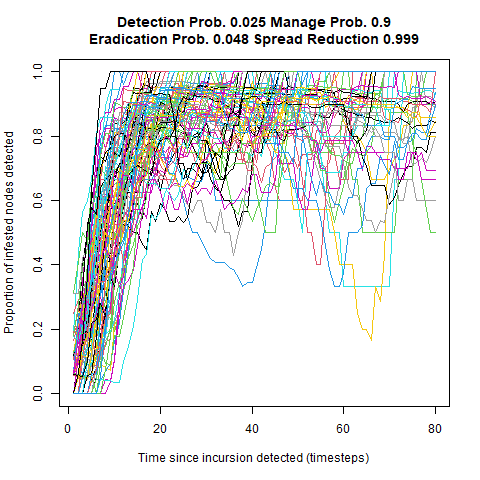 Detection Prob. 0.025 Manage Prob. 0.9
Eradication Prob. 0.048 Spread Reduction 0.999
Proportion of infested nodes detected
1.0
0.8
0.6
0.4
0.2
0.0
0 20 40 60 80
Time since incursion detected (timesteps)